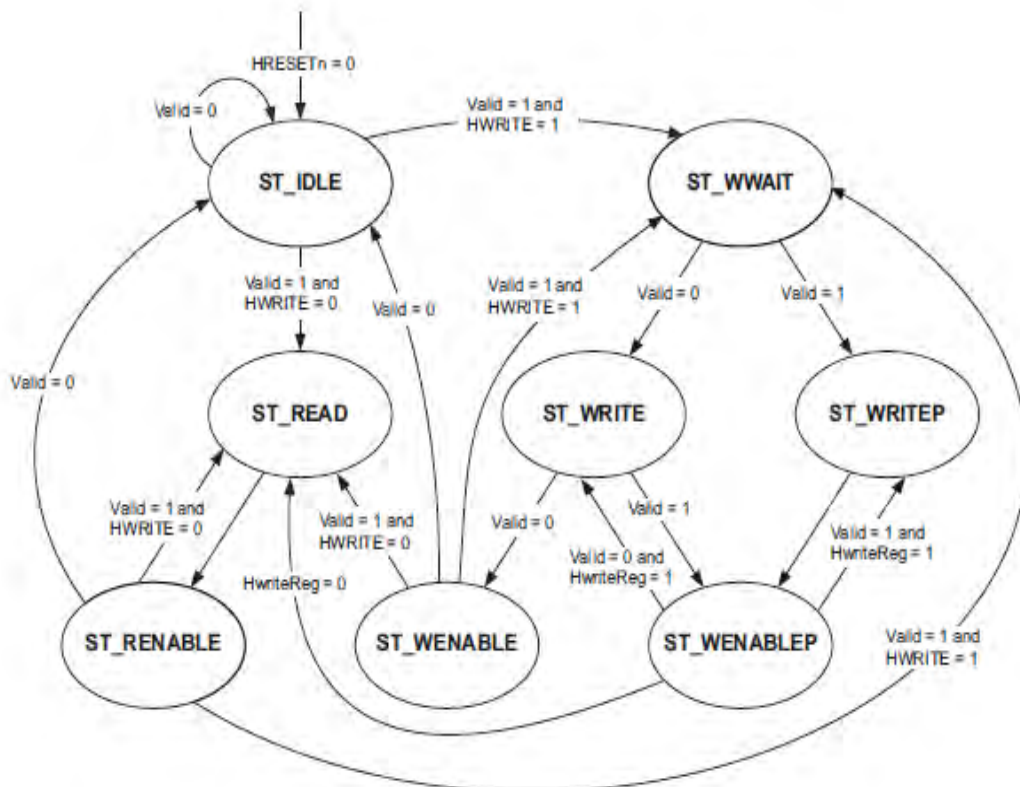 HRESETn = 0
Valid = 0
Valid = 1 and
HWRITE = 1
ST_IDLE
ST_WWAIT
Valid = 1 and
HWRITE = 0
Valid = 0
Valid = 1 and
HWRITE = 1
Valid = 0
Valid = 1
Valid = 0
ST_READ
ST_WRITE
ST_WRITEP
Valid = 1 and
HWRITE = 0
Valid = 1 and
HWRITE = 0
Valid = 0
Valid = 1
Valid = 1 and
HwriteReg = 1
HwriteReg = 0
Valid = 0 and
HwriteReg = 1
ST_RENABLE
ST_WENABLE
ST_WENABLEP
Valid = 1 and
HWRITE = 1